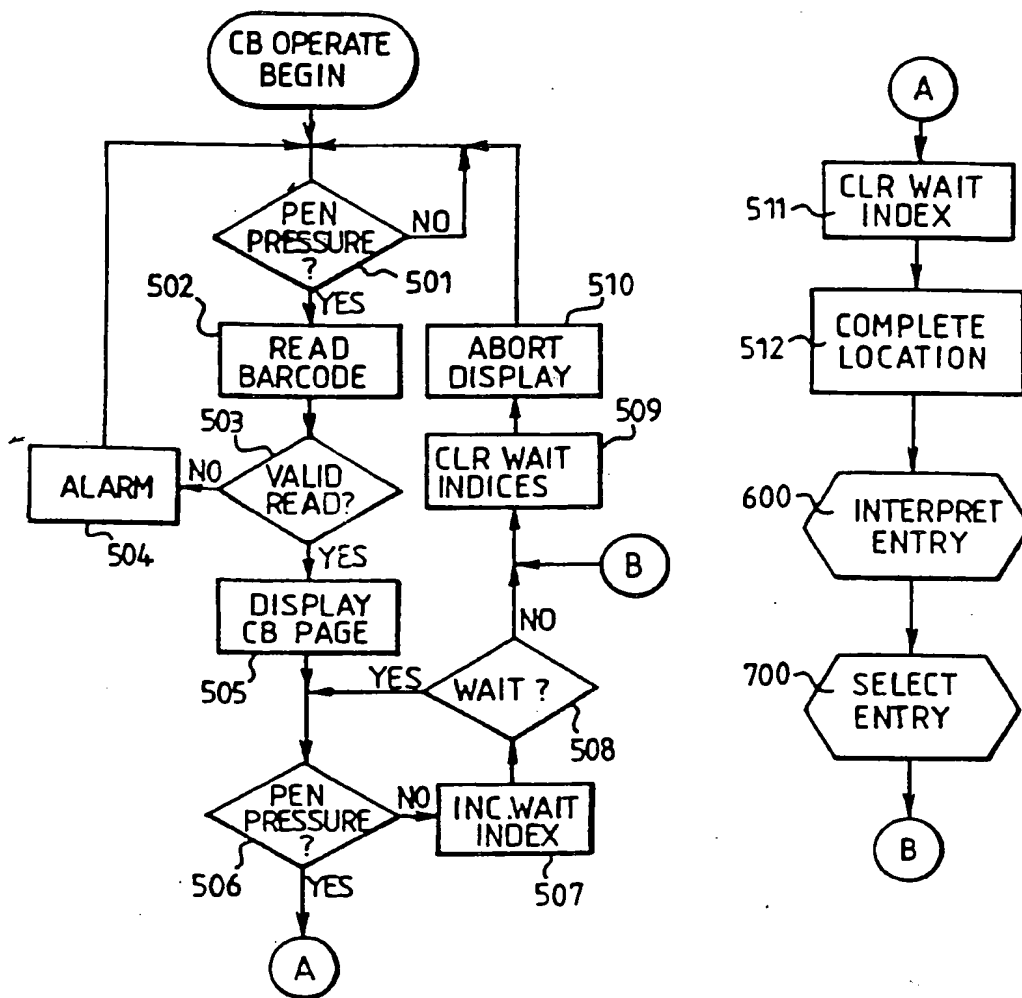 CB OPERATE
BEGIN
PEN
PRESSURE
?
NO
501
YES
502
READ
BARCODE
503
VALID
READ?
NO
ALARM
504
YES
DISPLAY
CB PAGE
505
PEN
PRESSURE
?
506
NO
YES
A
INC.WAIT
INDEX
507
WAIT ?
508
YES
NO
B
CLR WAIT
INDICES
509
ABORT
DISPLAY
510
A
CLR WAIT
INDEX
511
COMPLETE
LOCATION
512
INTERPRET
ENTRY
600
SELECT
ENTRY
700
B